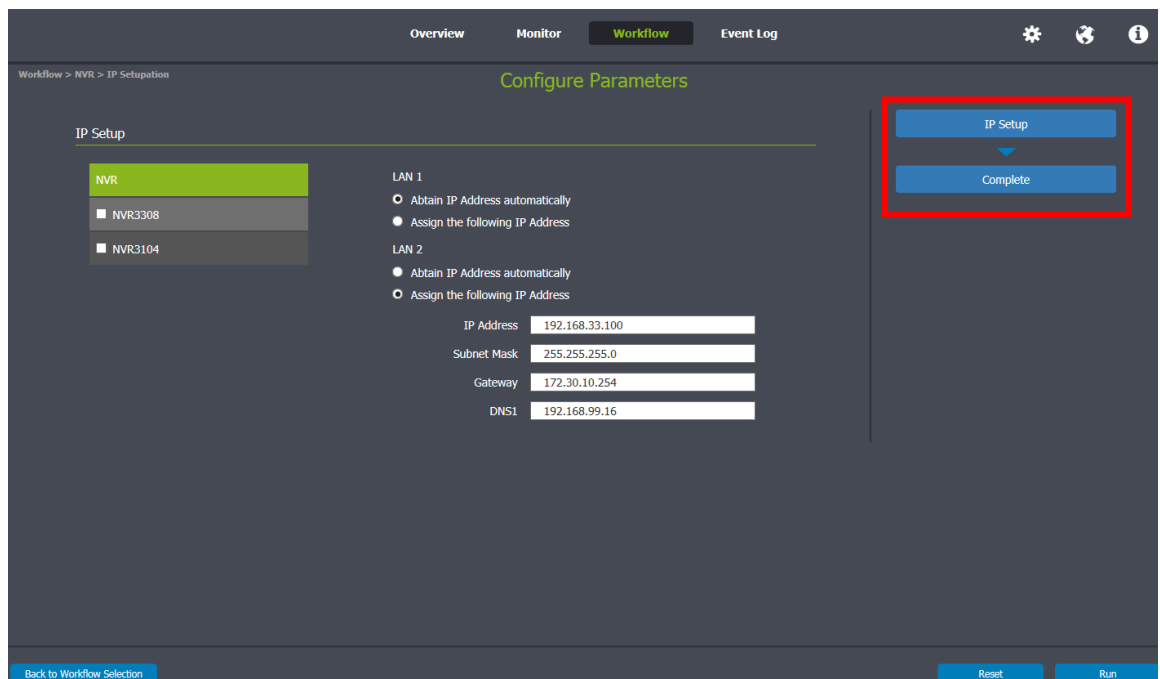 Overview Monitor Workflow Event Log
Workflow > NVR > IP Setupation
Configure Parameters
IP Setup
NVR
NVR3308
NVR3104
LAN 1
Abtain IP Address automatically
Assign the following IP Address
LAN 2
Abtain IP Address automatically
Assign the following IP Address
IP Address 192.168.33.100
Subnet Mask 255.255.255.0
Gateway 172.30.10.254
DNS1 192.168.99.16
IP Setup
Complete
Back to Workflow Selection
Reset
Run